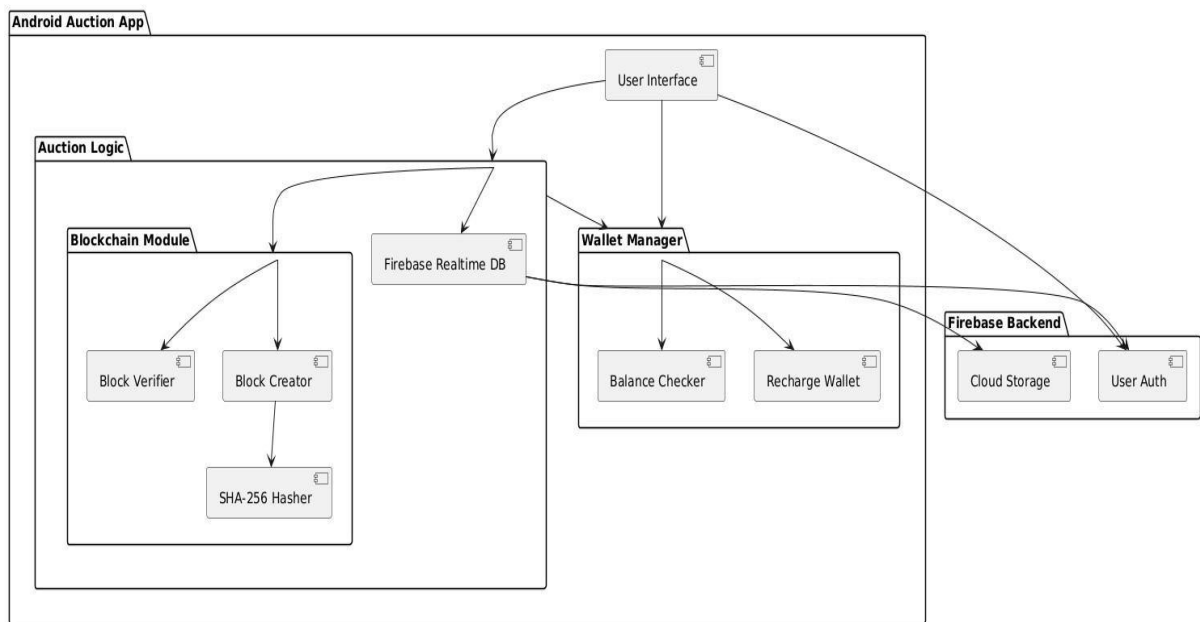 Android Auction App
User Interface
Auction Logic
Blockchain Module
Firebase Realtime DB
Wallet Manager
Firebase Backend
Block Verifier
Block Creator
Balance Checker
Recharge Wallet
Cloud Storage
User Auth
SHA-256 Hasher